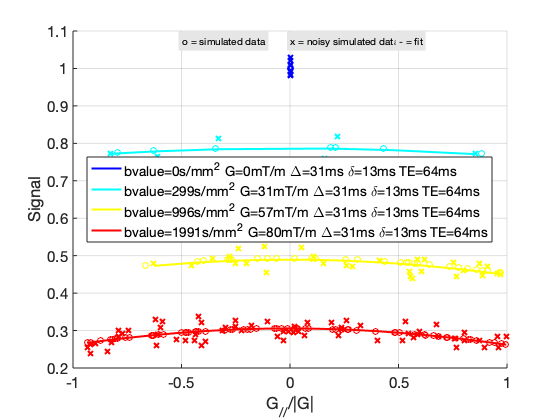 1.1
o = simulated data
x = noisy simulated data - = fit
1
0.9
0.8
0.7
0.6
0.5
0.4
0.3
0.2
Signal
bvalue=0s/mm² G=0mT/m Δ=31ms δ=13ms TE=64ms
bvalue=299s/mm² G=31mT/m Δ=31ms δ=13ms TE=64ms
bvalue=996s/mm² G=57mT/m Δ=31ms δ=13ms TE=64ms
bvalue=1991s/mm² G=80mT/m Δ=31ms δ=13ms TE=64ms
-1 -0.5 0 0.5 1
G_{//}/|G|